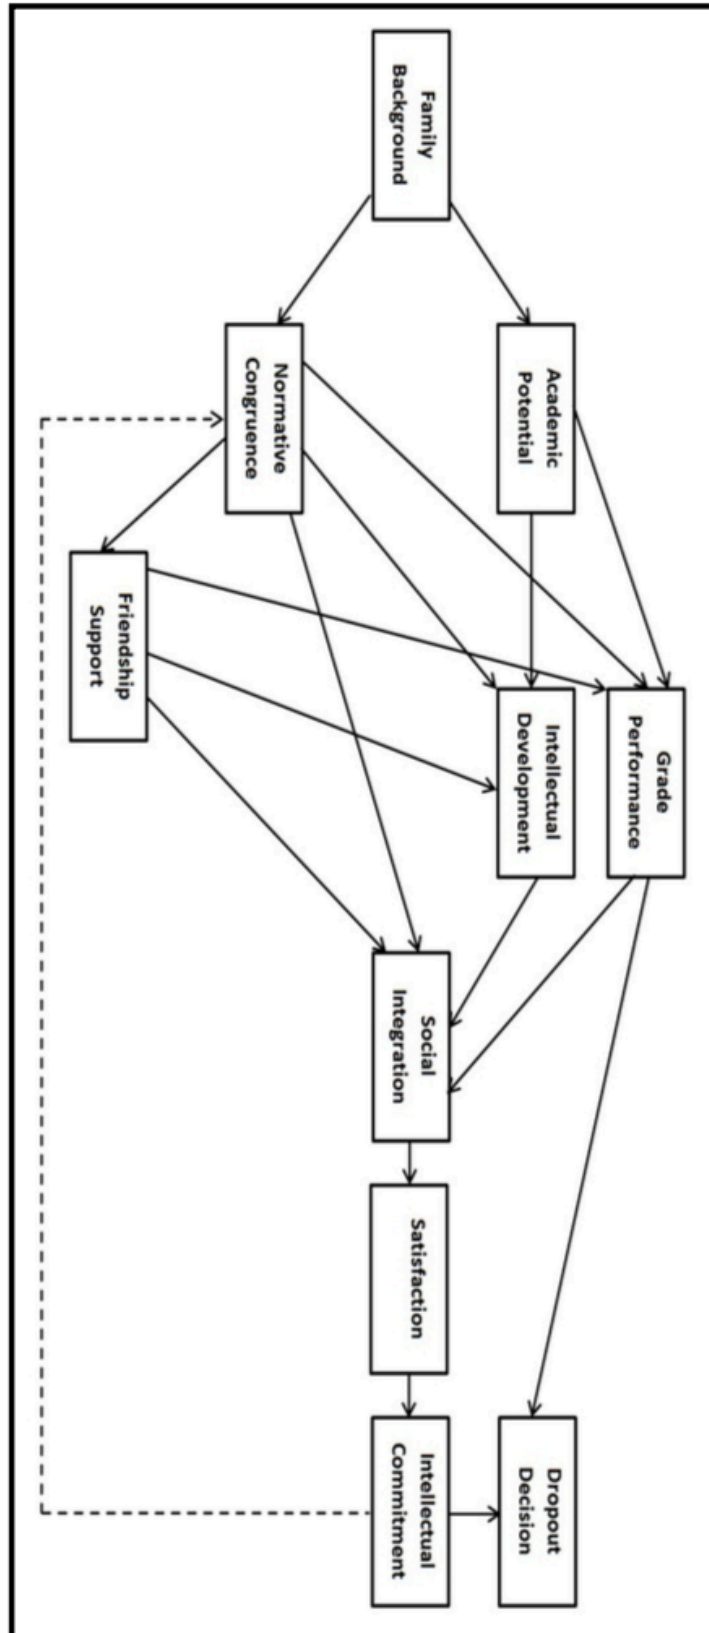 Family
Background
Academic
Potential
Normative
Congruence
Friendship
Support
Grade
Performance
Intellectual
Development
Social
Integration
Satisfaction
Intellectual
Commitment
Dropout
Decision